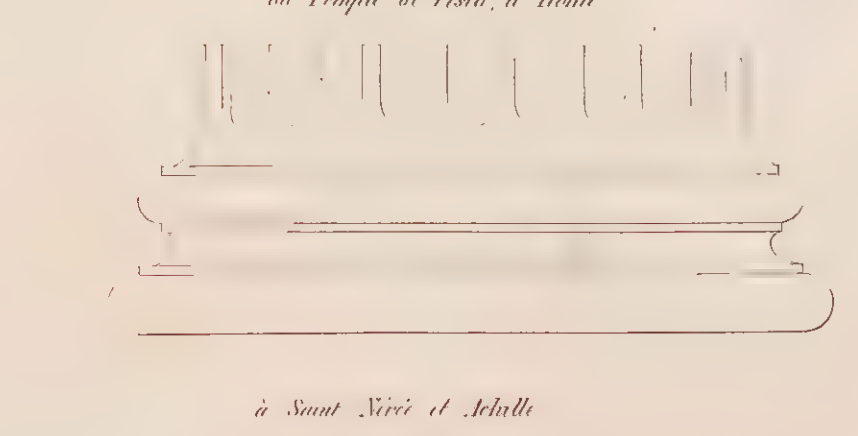 du Temple de Vesta, à Rome
à Saint Nérée et Achille